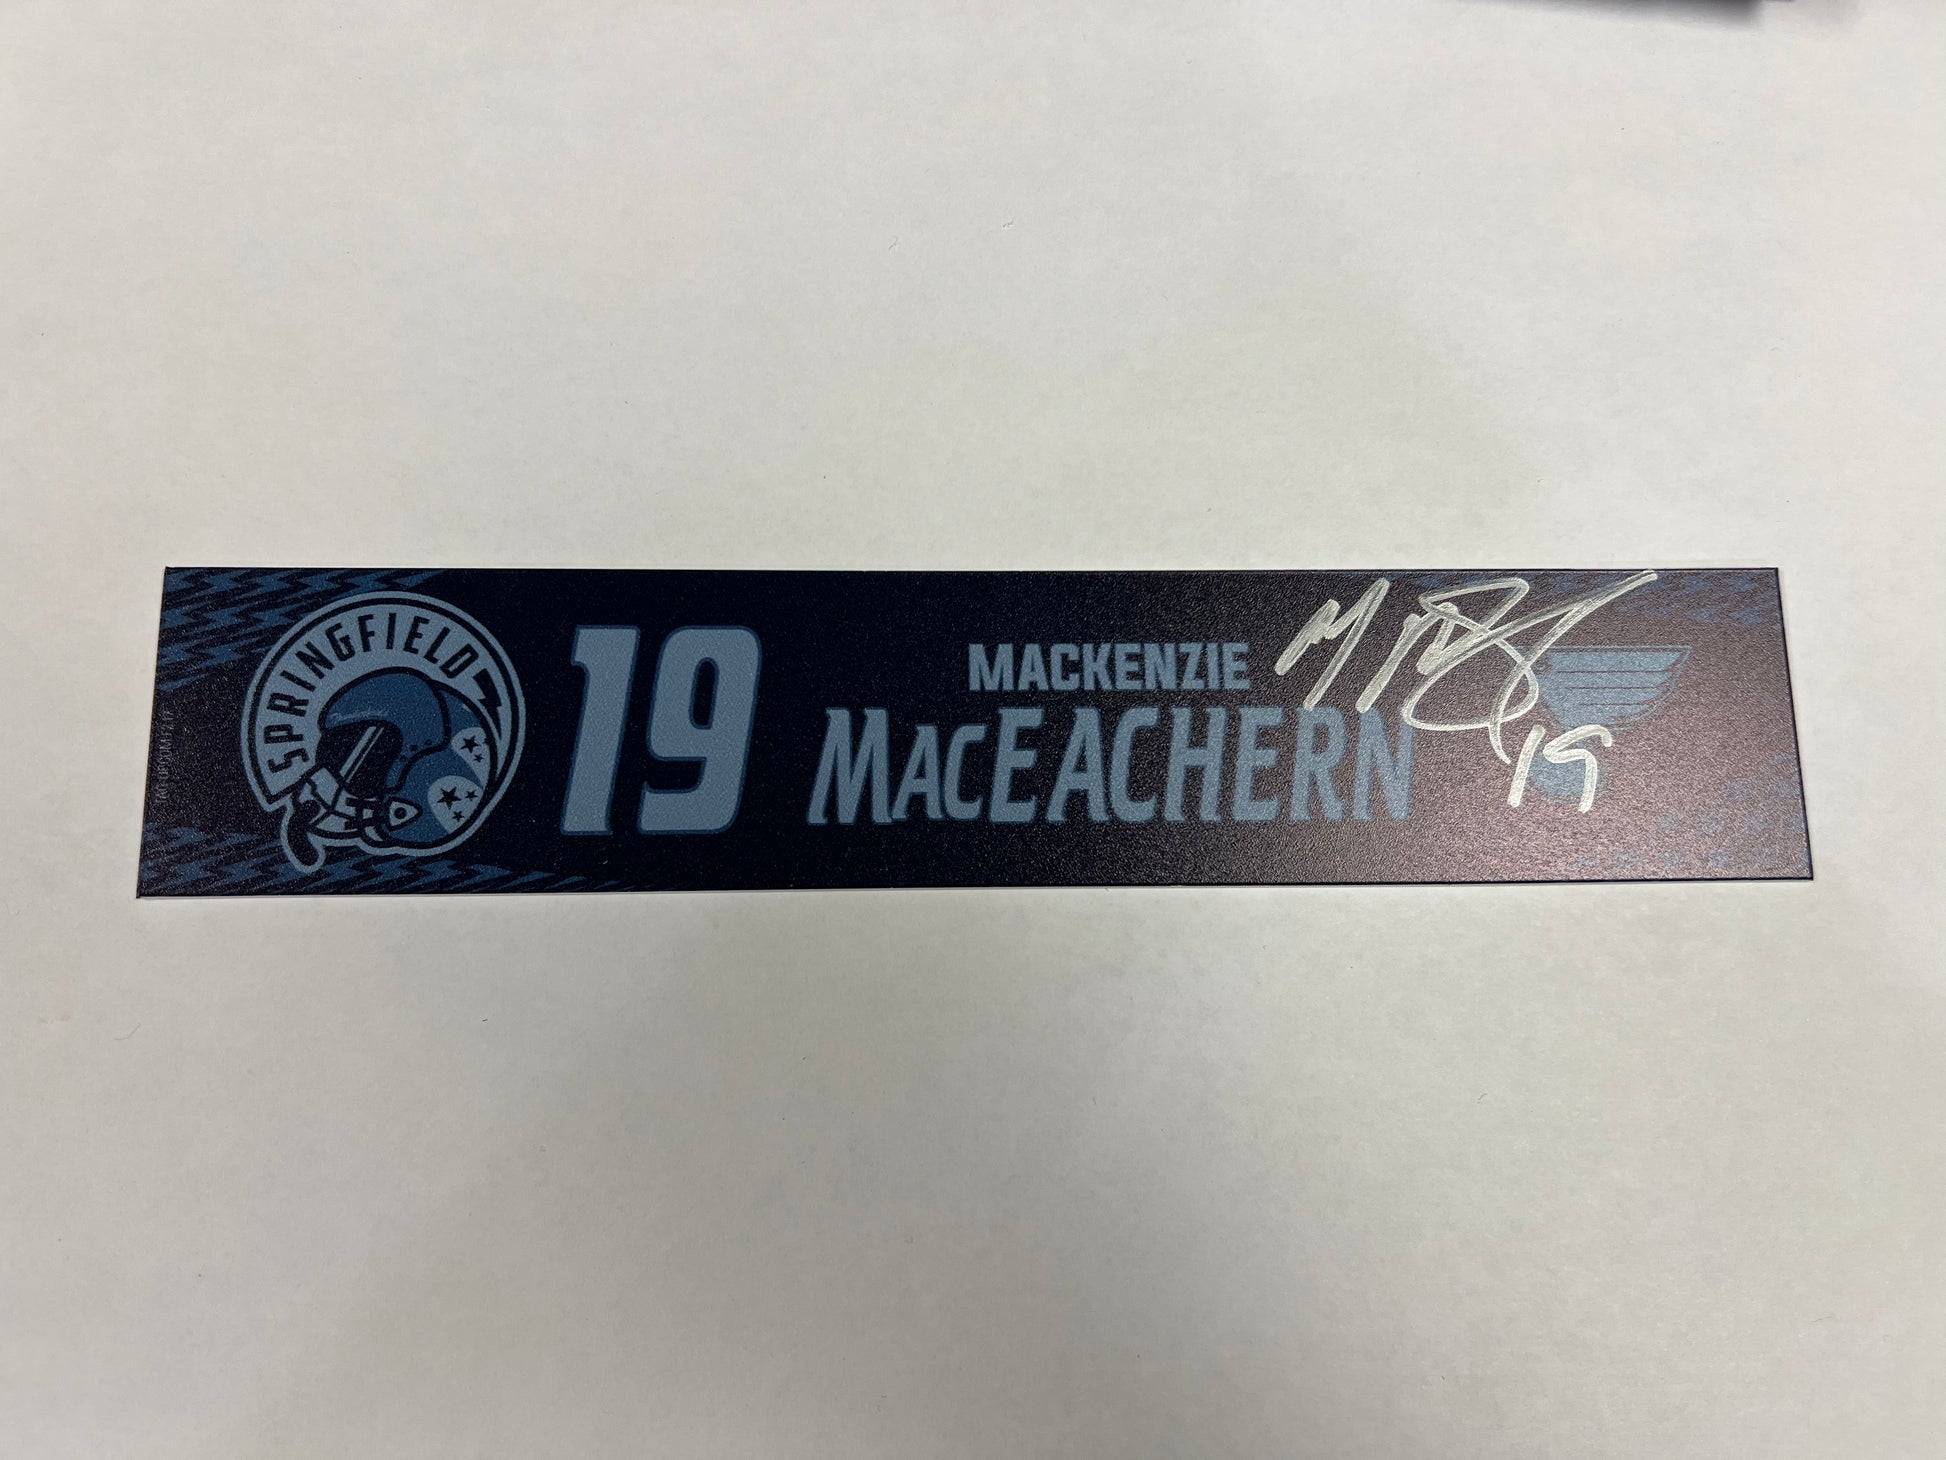 SPRINGFIELD
19
MACKENZIE
MACEACHERN
19